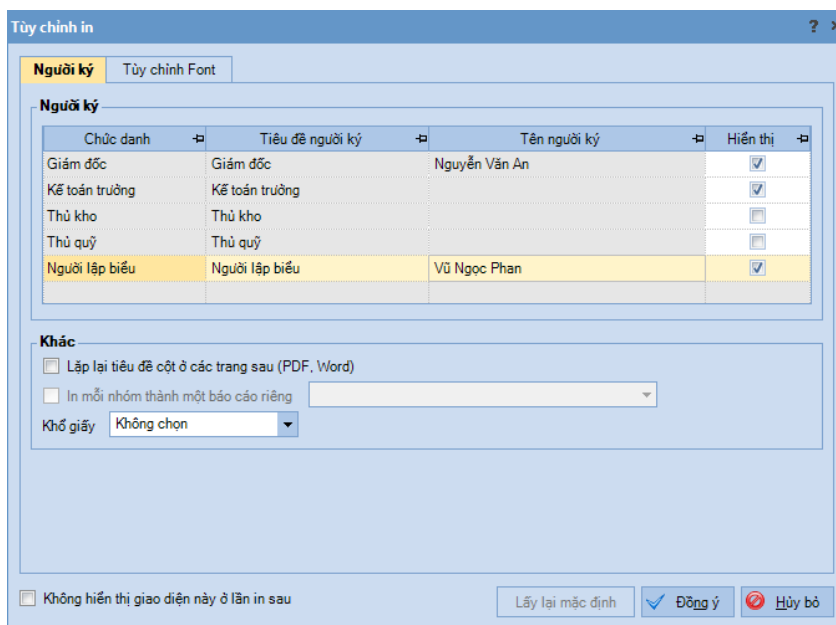 Tùy chỉnh in ?
Người ký Tùy chỉnh Font
Người ký
Chức danh Tiêu đề người ký Tên người ký Hiển thị
Giám đốc Giám đốc Nguyễn Văn An
Kế toán trưởng Kế toán trưởng
Thủ kho Thủ kho
Thủ quỹ Thủ quỹ
Người lập biểu Người lập biểu Vũ Ngọc Phan
Khác
Lặp lại tiêu đề cột ở các trang sau (PDF, Word)
In mỗi nhóm thành một báo cáo riêng
Khổ giấy Không chọn
Không hiển thị giao diện này ở lần in sau Lấy lại mặc định Đồng ý Hủy bỏ